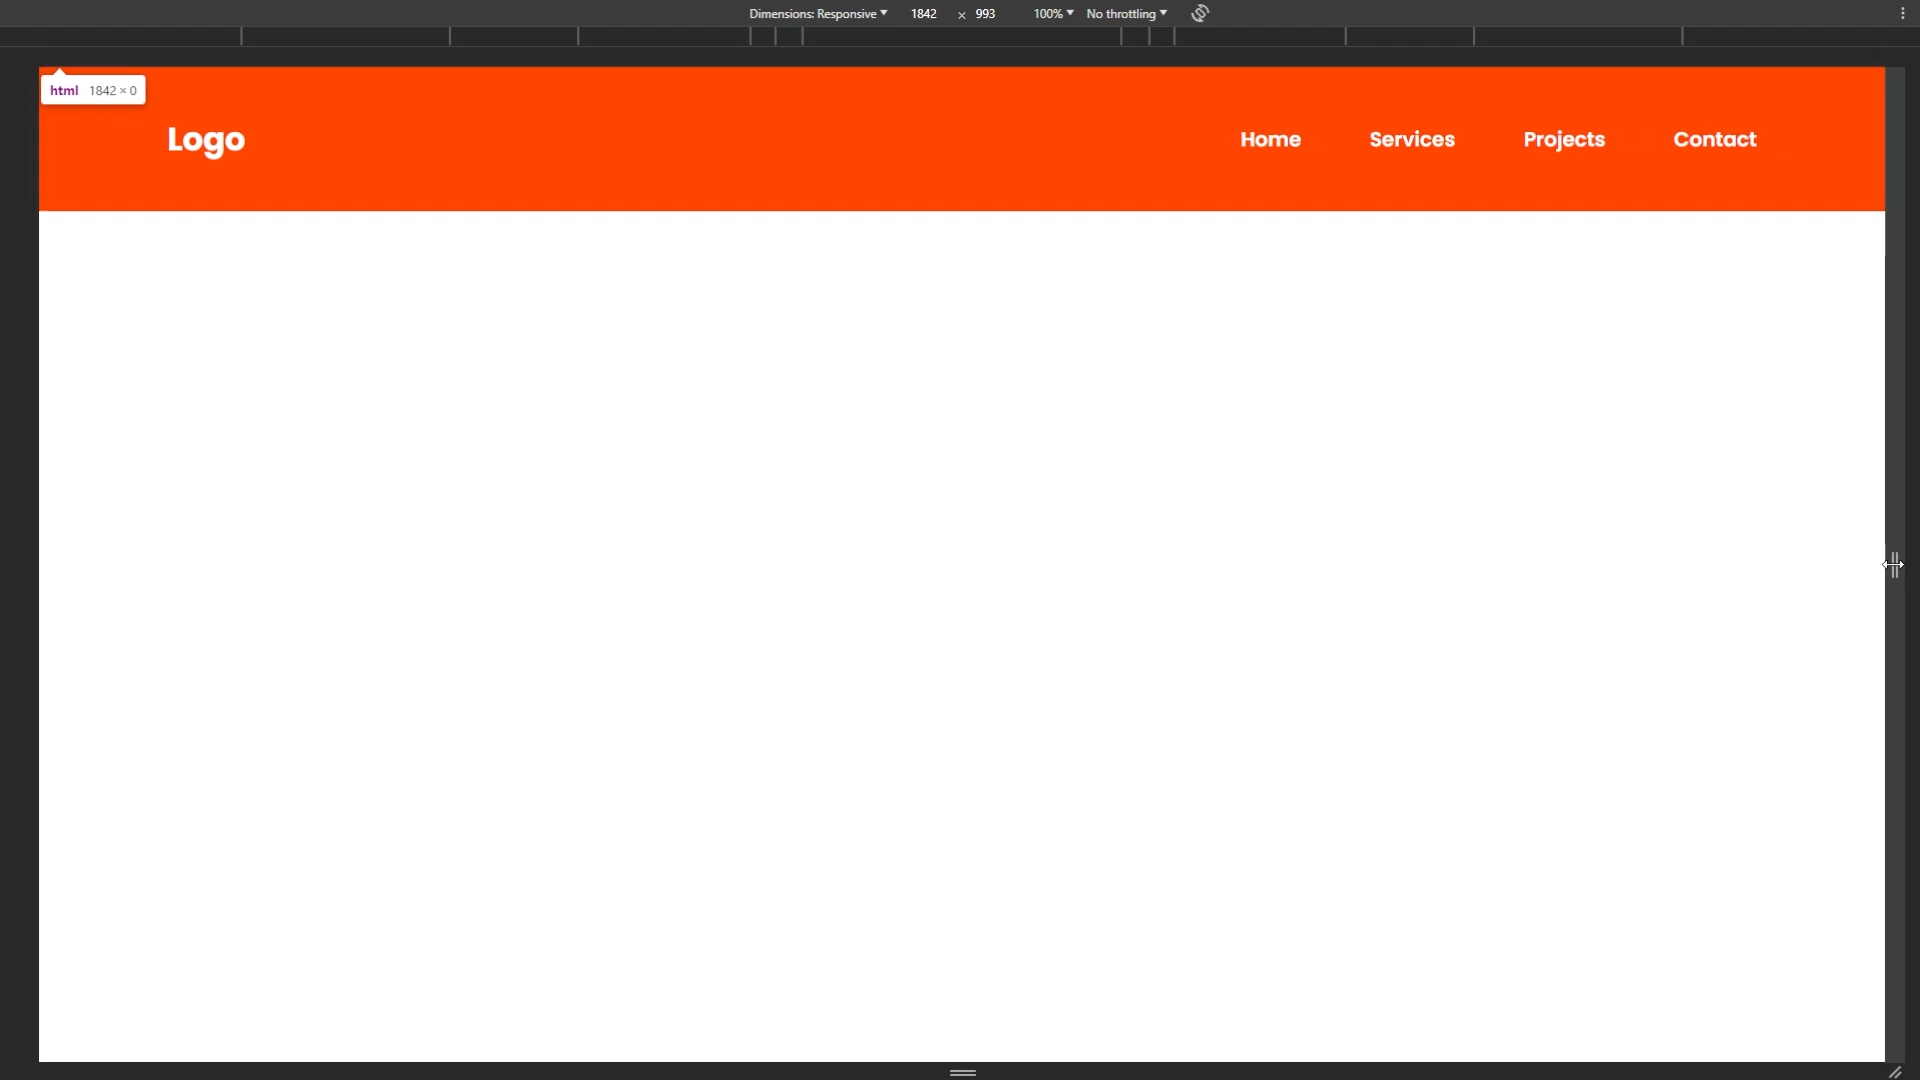 Dimensions: Responsive 1842 × 993 100% No throttling
html 1842 × 0
Logo Home Services Projects Contact